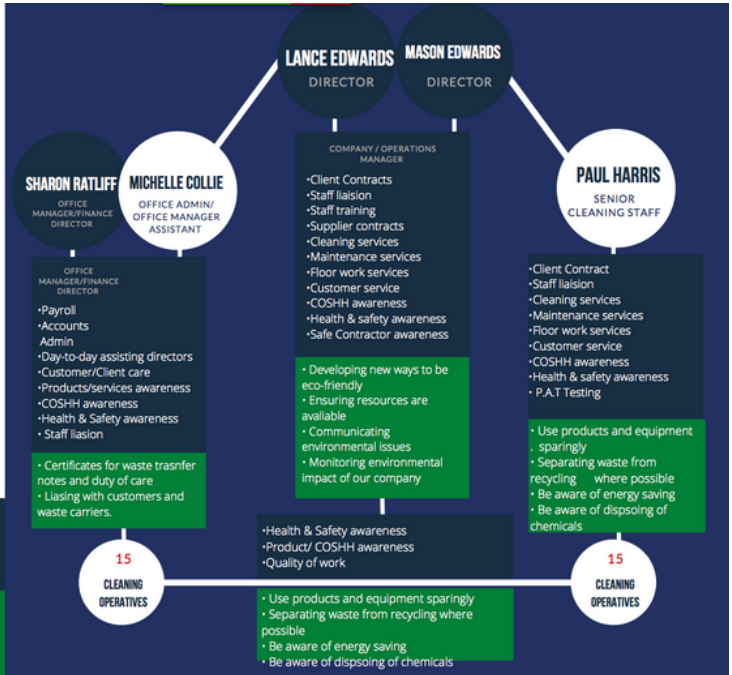 LANCE EDWARDS
DIRECTOR
MASON EDWARDS
DIRECTOR
SHARON RATLIFF
OFFICE
MANAGER/FINANCE
DIRECTOR
MICHELLE COLLIE
OFFICE ADMIN/
OFFICE MANAGER
ASSISTANT
PAUL HARRIS
SENIOR
CLEANING STAFF
OFFICE
MANAGER/FINANCE
DIRECTOR
•Payroll
•Accounts
Admin
•Day-to-day assisting directors
•Customer/Client care
•Products/services awareness
•COSHH awareness
•Health & Safety awareness
• Staff liasion
• Certificates for waste trasnfer
notes and duty of care
• Liasing with customers and
waste carriers.
COMPANY / OPERATIONS
MANAGER
•Client Contracts
•Staff liaision
•Staff training
•Supplier contracts
•Cleaning services
•Maintenance services
•Floor work services
•Customer service
•COSHH awareness
•Health & safety awareness
•Safe Contractor awareness
• Developing new ways to be
eco-friendly
• Ensuring resources are
avaliable
• Communicating
environmental issues
• Monitoring environmental
impact of our company
•Client Contract
•Staff liaision
•Cleaning services
•Maintenance services
•Floor work services
•Customer service
•COSHH awareness
•Health & safety awareness
• P.A.T Testing
• Use products and equipment
. sparingly
• Separating waste from
recycling where possible
• Be aware of energy saving
• Be aware of dispsoing of
chemicals
15
CLEANING
OPERATIVES
•Health & Safety awareness
•Product/ COSHH awareness
•Quality of work
• Use products and equipment sparingly
• Separating waste from recycling where
possible
• Be aware of energy saving
• Be aware of dispsoing of chemicals
15
CLEANING
OPERATIVES